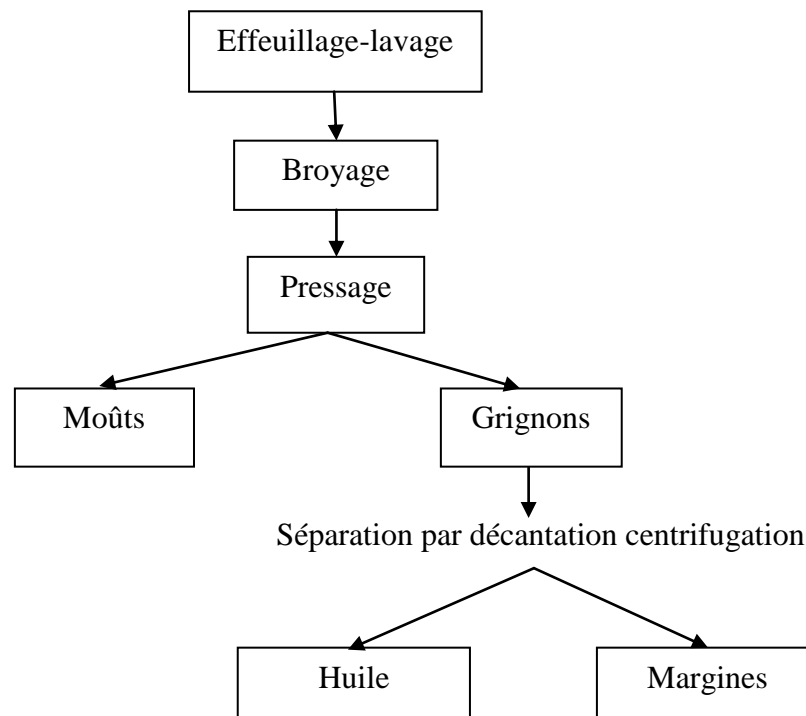 Effeuillage-lavage
Broyage
Pressage
Moûts
Grignons
Séparation par décantation centrifugation
Huile
Margines